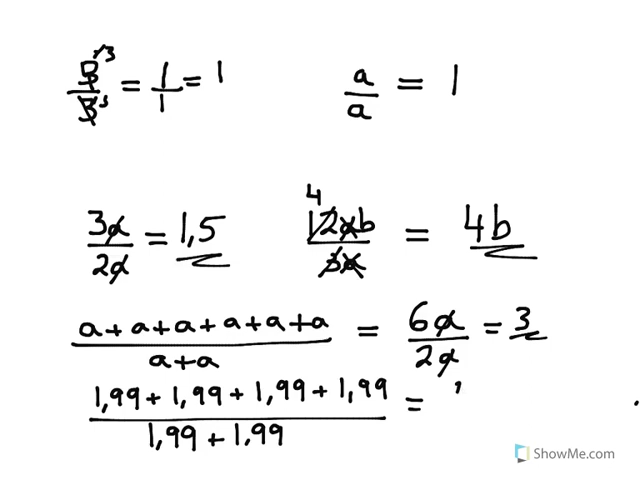 3/3 = 1/1 = 1
a/a = 1
3a/2a = 1,5
12ab/3a = 4b
4
a+a+a+a+a+a / a+a = 6a/2a = 3
1,99 + 1,99 + 1,99 + 1,99 / 1,99 + 1,99 =
ShowMe.com